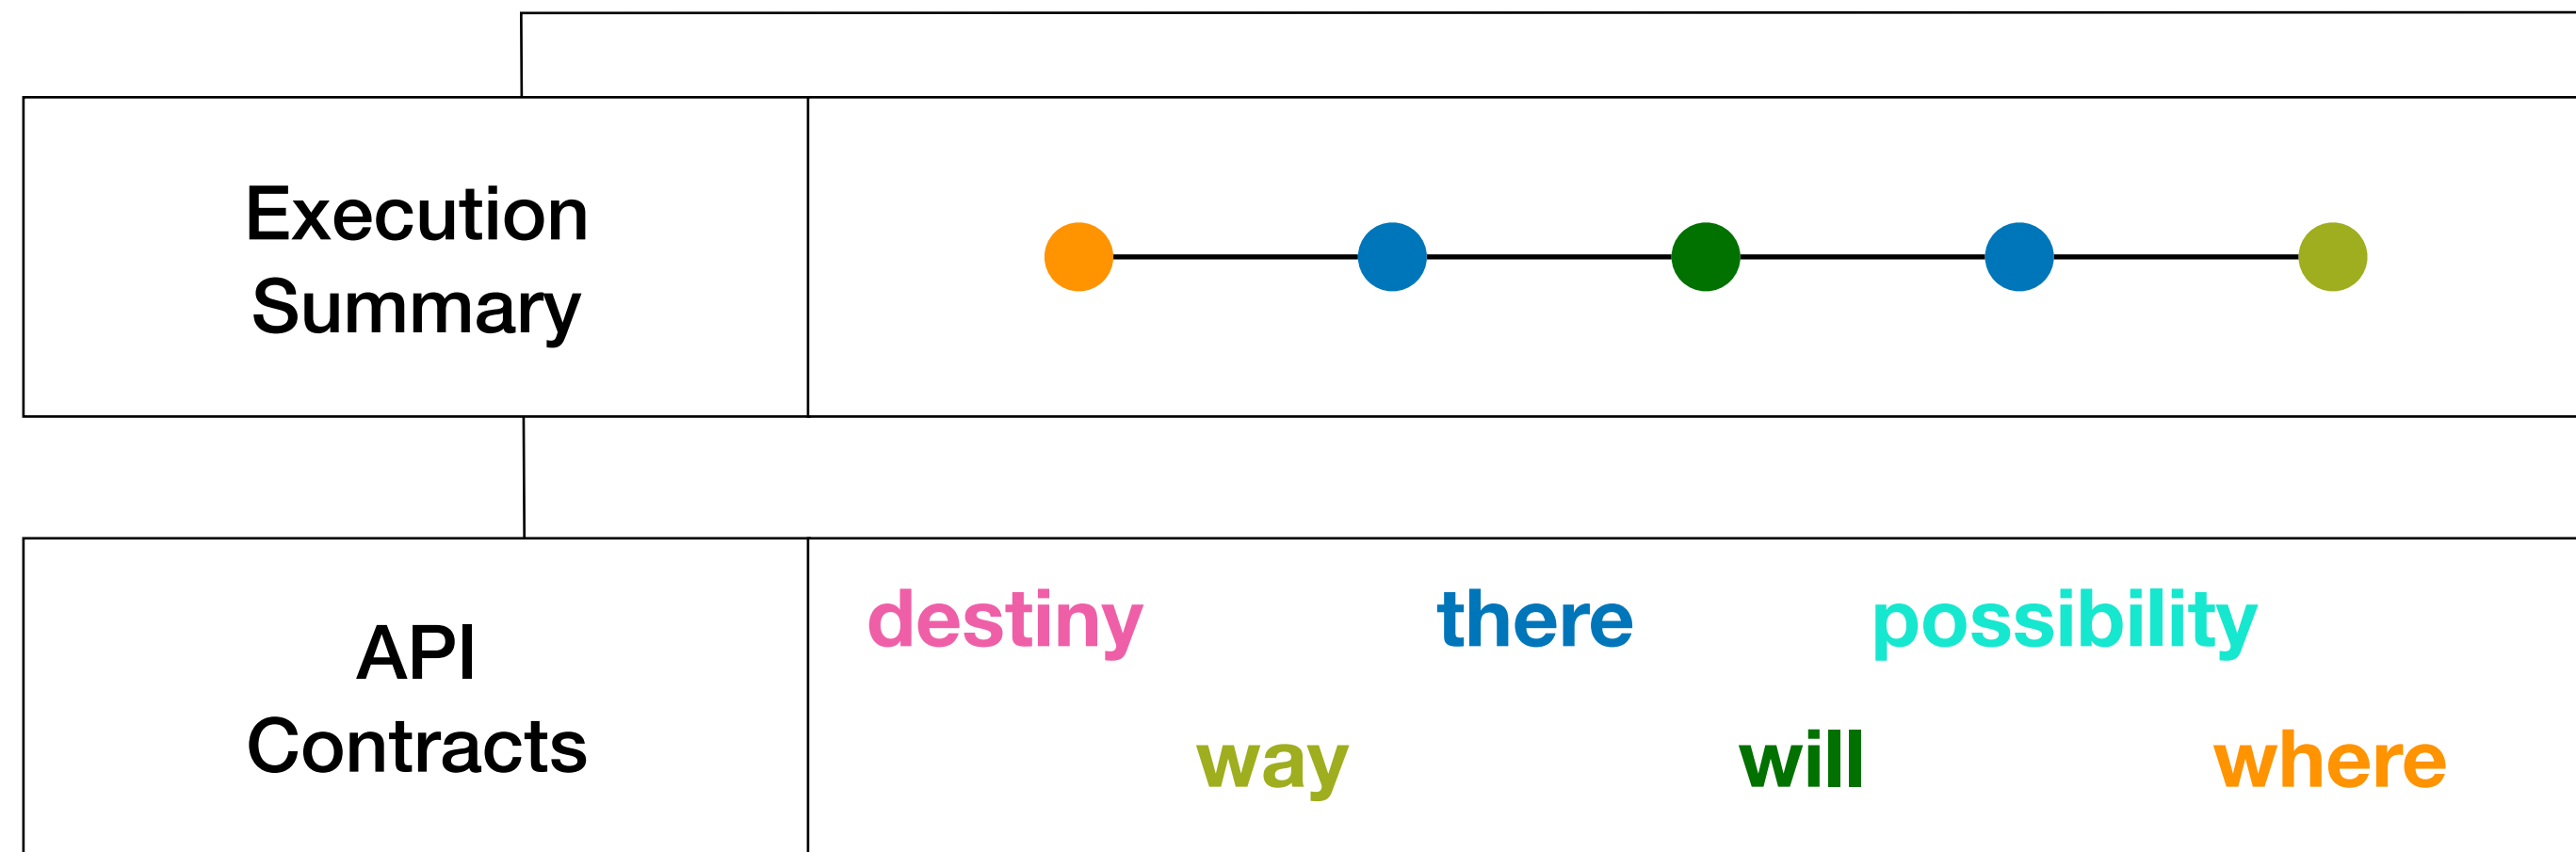 Execution
Summary
API
Contracts
destiny there possibility
way will where